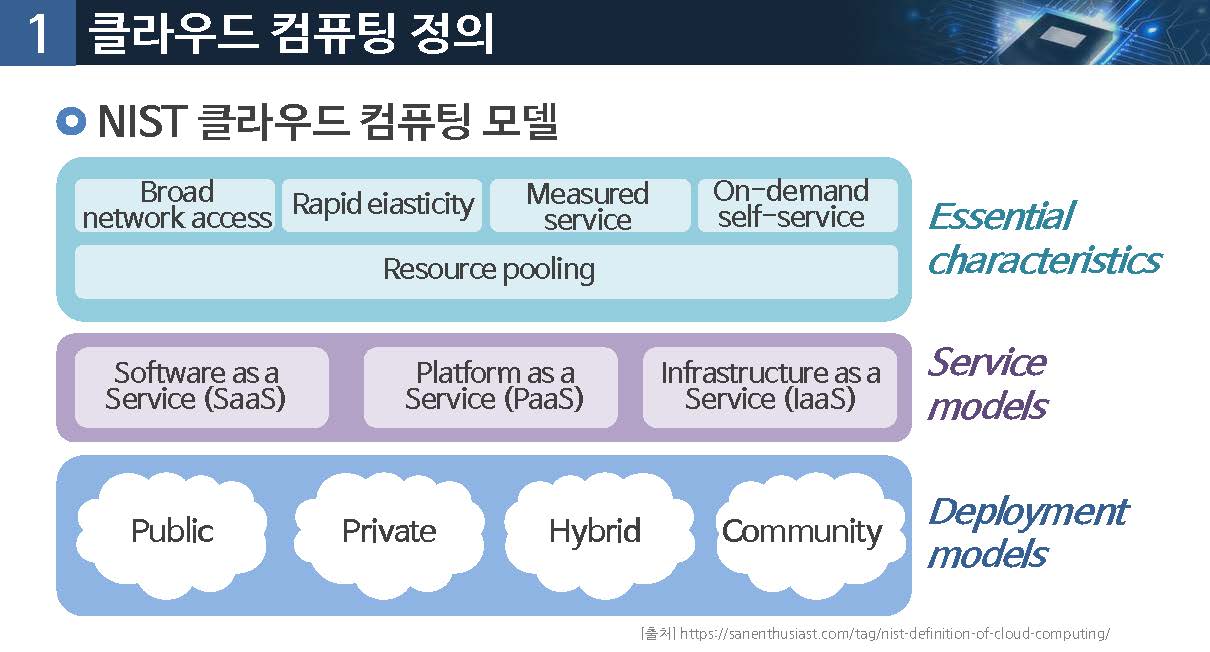 1 클라우드 컴퓨팅 정의
NIST 클라우드 컴퓨팅 모델
Broad
network access
Rapid eiasticity
Measured
service
On-demand
self-service
Resource pooling
Essential
characteristics
Software as a
Service (SaaS)
Platform as a
Service (PaaS)
Infrastructure as a
Service (IaaS)
Service
models
Public
Private
Hybrid
Community
Deployment
models
[출처] https://sanenthusiast.com/tag/nist-definition-of-cloud-computing/